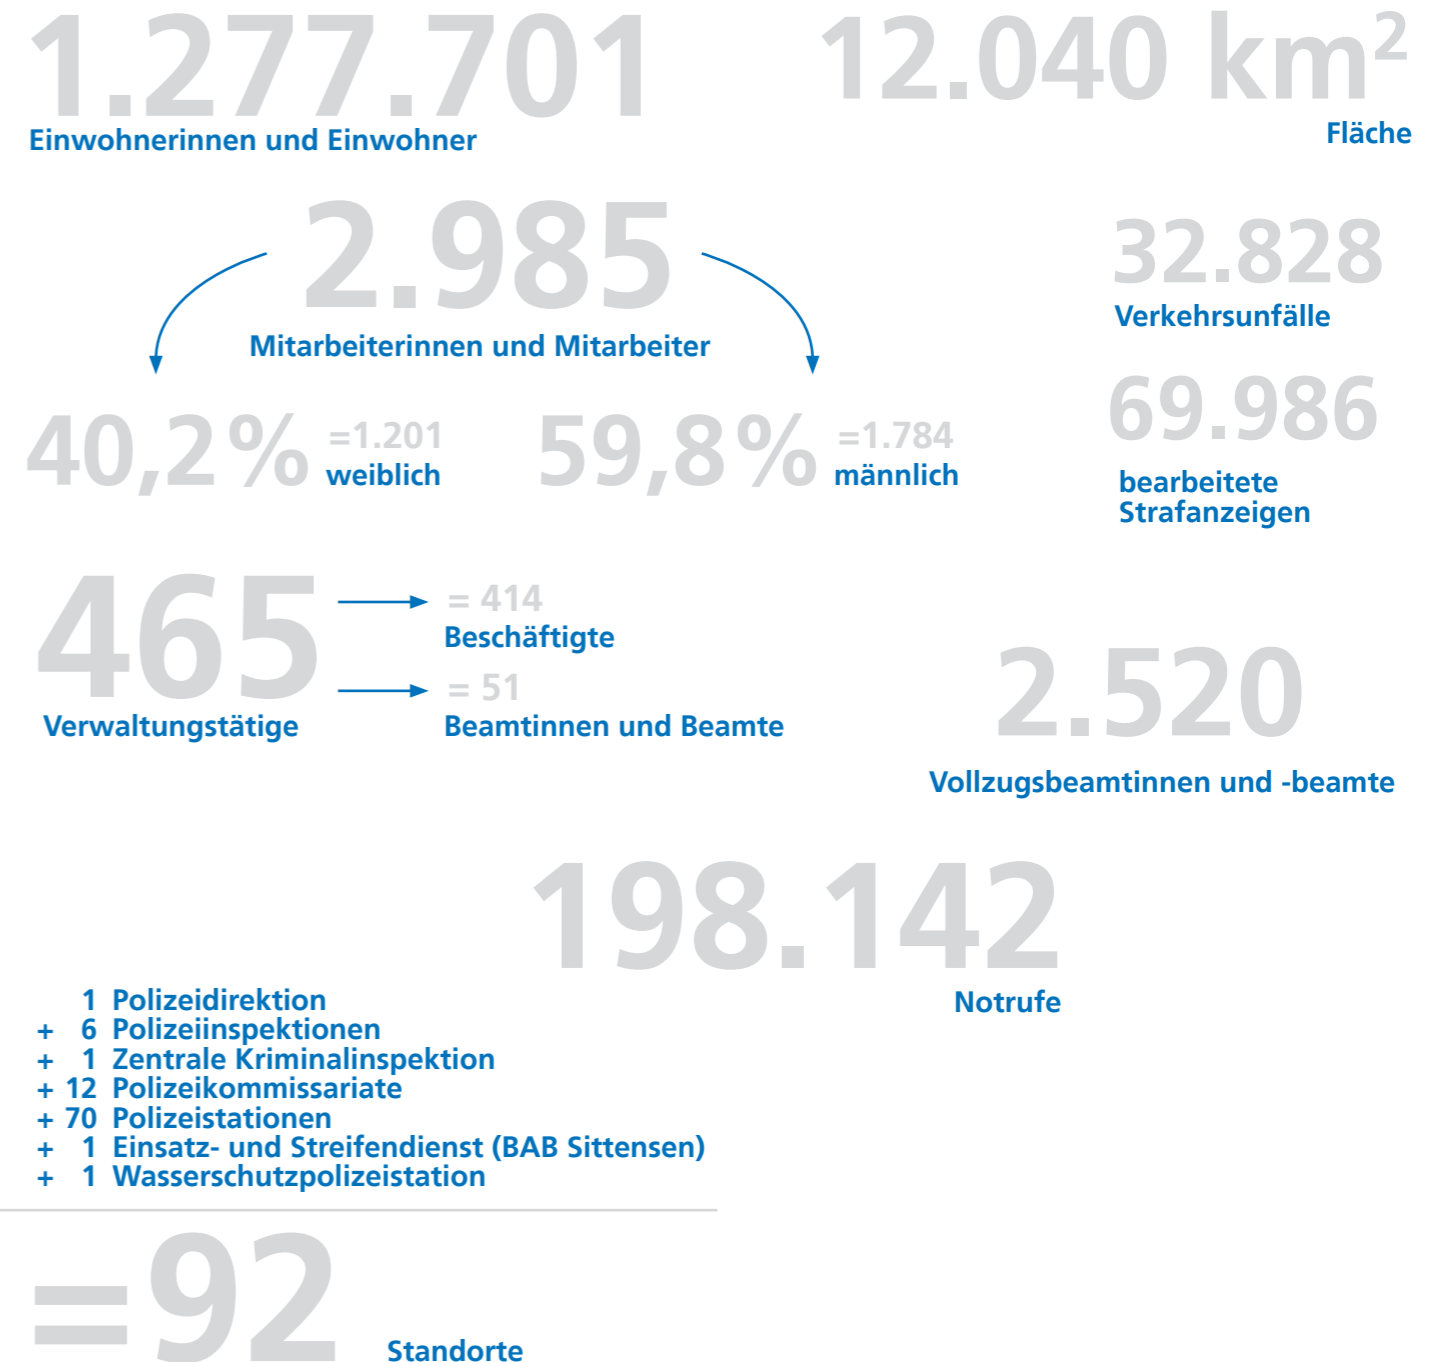 1.277.701
Einwohnerinnen und Einwohner
12.040 km²
Fläche
2.985
Mitarbeiterinnen und Mitarbeiter
32.828
Verkehrsunfälle
40,2 % =1.201
weiblich
59,8 % =1.784
männlich
69.986
bearbeitete
Strafanzeigen
465
Verwaltungstätige
= 414
Beschäftigte
= 51
Beamtinnen und Beamte
2.520
Vollzugsbeamtinnen und -beamte
198.142
Notrufe
1 Polizeidirektion
+ 6 Polizeiinspektionen
+ 1 Zentrale Kriminalinspektion
+ 12 Polizeikommissariate
+ 70 Polizeistationen
+ 1 Einsatz- und Streifendienst (BAB Sittensen)
+ 1 Wasserschutzpolizeistation
=92
Standorte